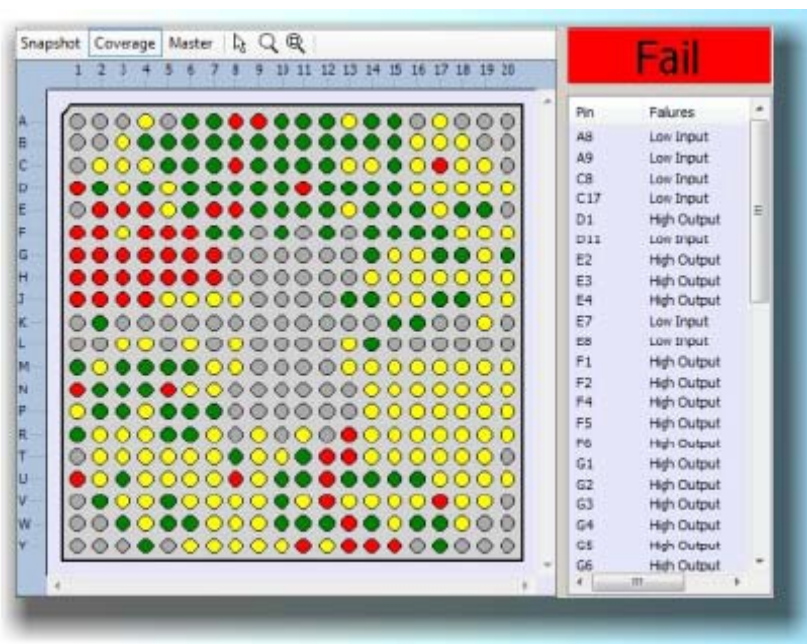 Snapshot Coverage Master
1 2 3 4 5 6 7 8 9 10 11 12 13 14 15 16 17 18 19 20
A
B
C
D
E
F
G
H
J
K
L
M
N
P
R
T
U
V
W
Y
Fail
Pin Falures
A8 Low Input
A9 Low Input
C8 Low Input
C17 Low Input
D1 High Output
D11 Low Input
E2 High Output
E3 High Output
E4 High Output
E7 Low Input
E8 Low Input
F1 High Output
F2 High Output
F4 High Output
F5 High Output
F6 High Output
G1 High Output
G2 High Output
G3 High Output
G4 High Output
G5 High Output
G6 High Output